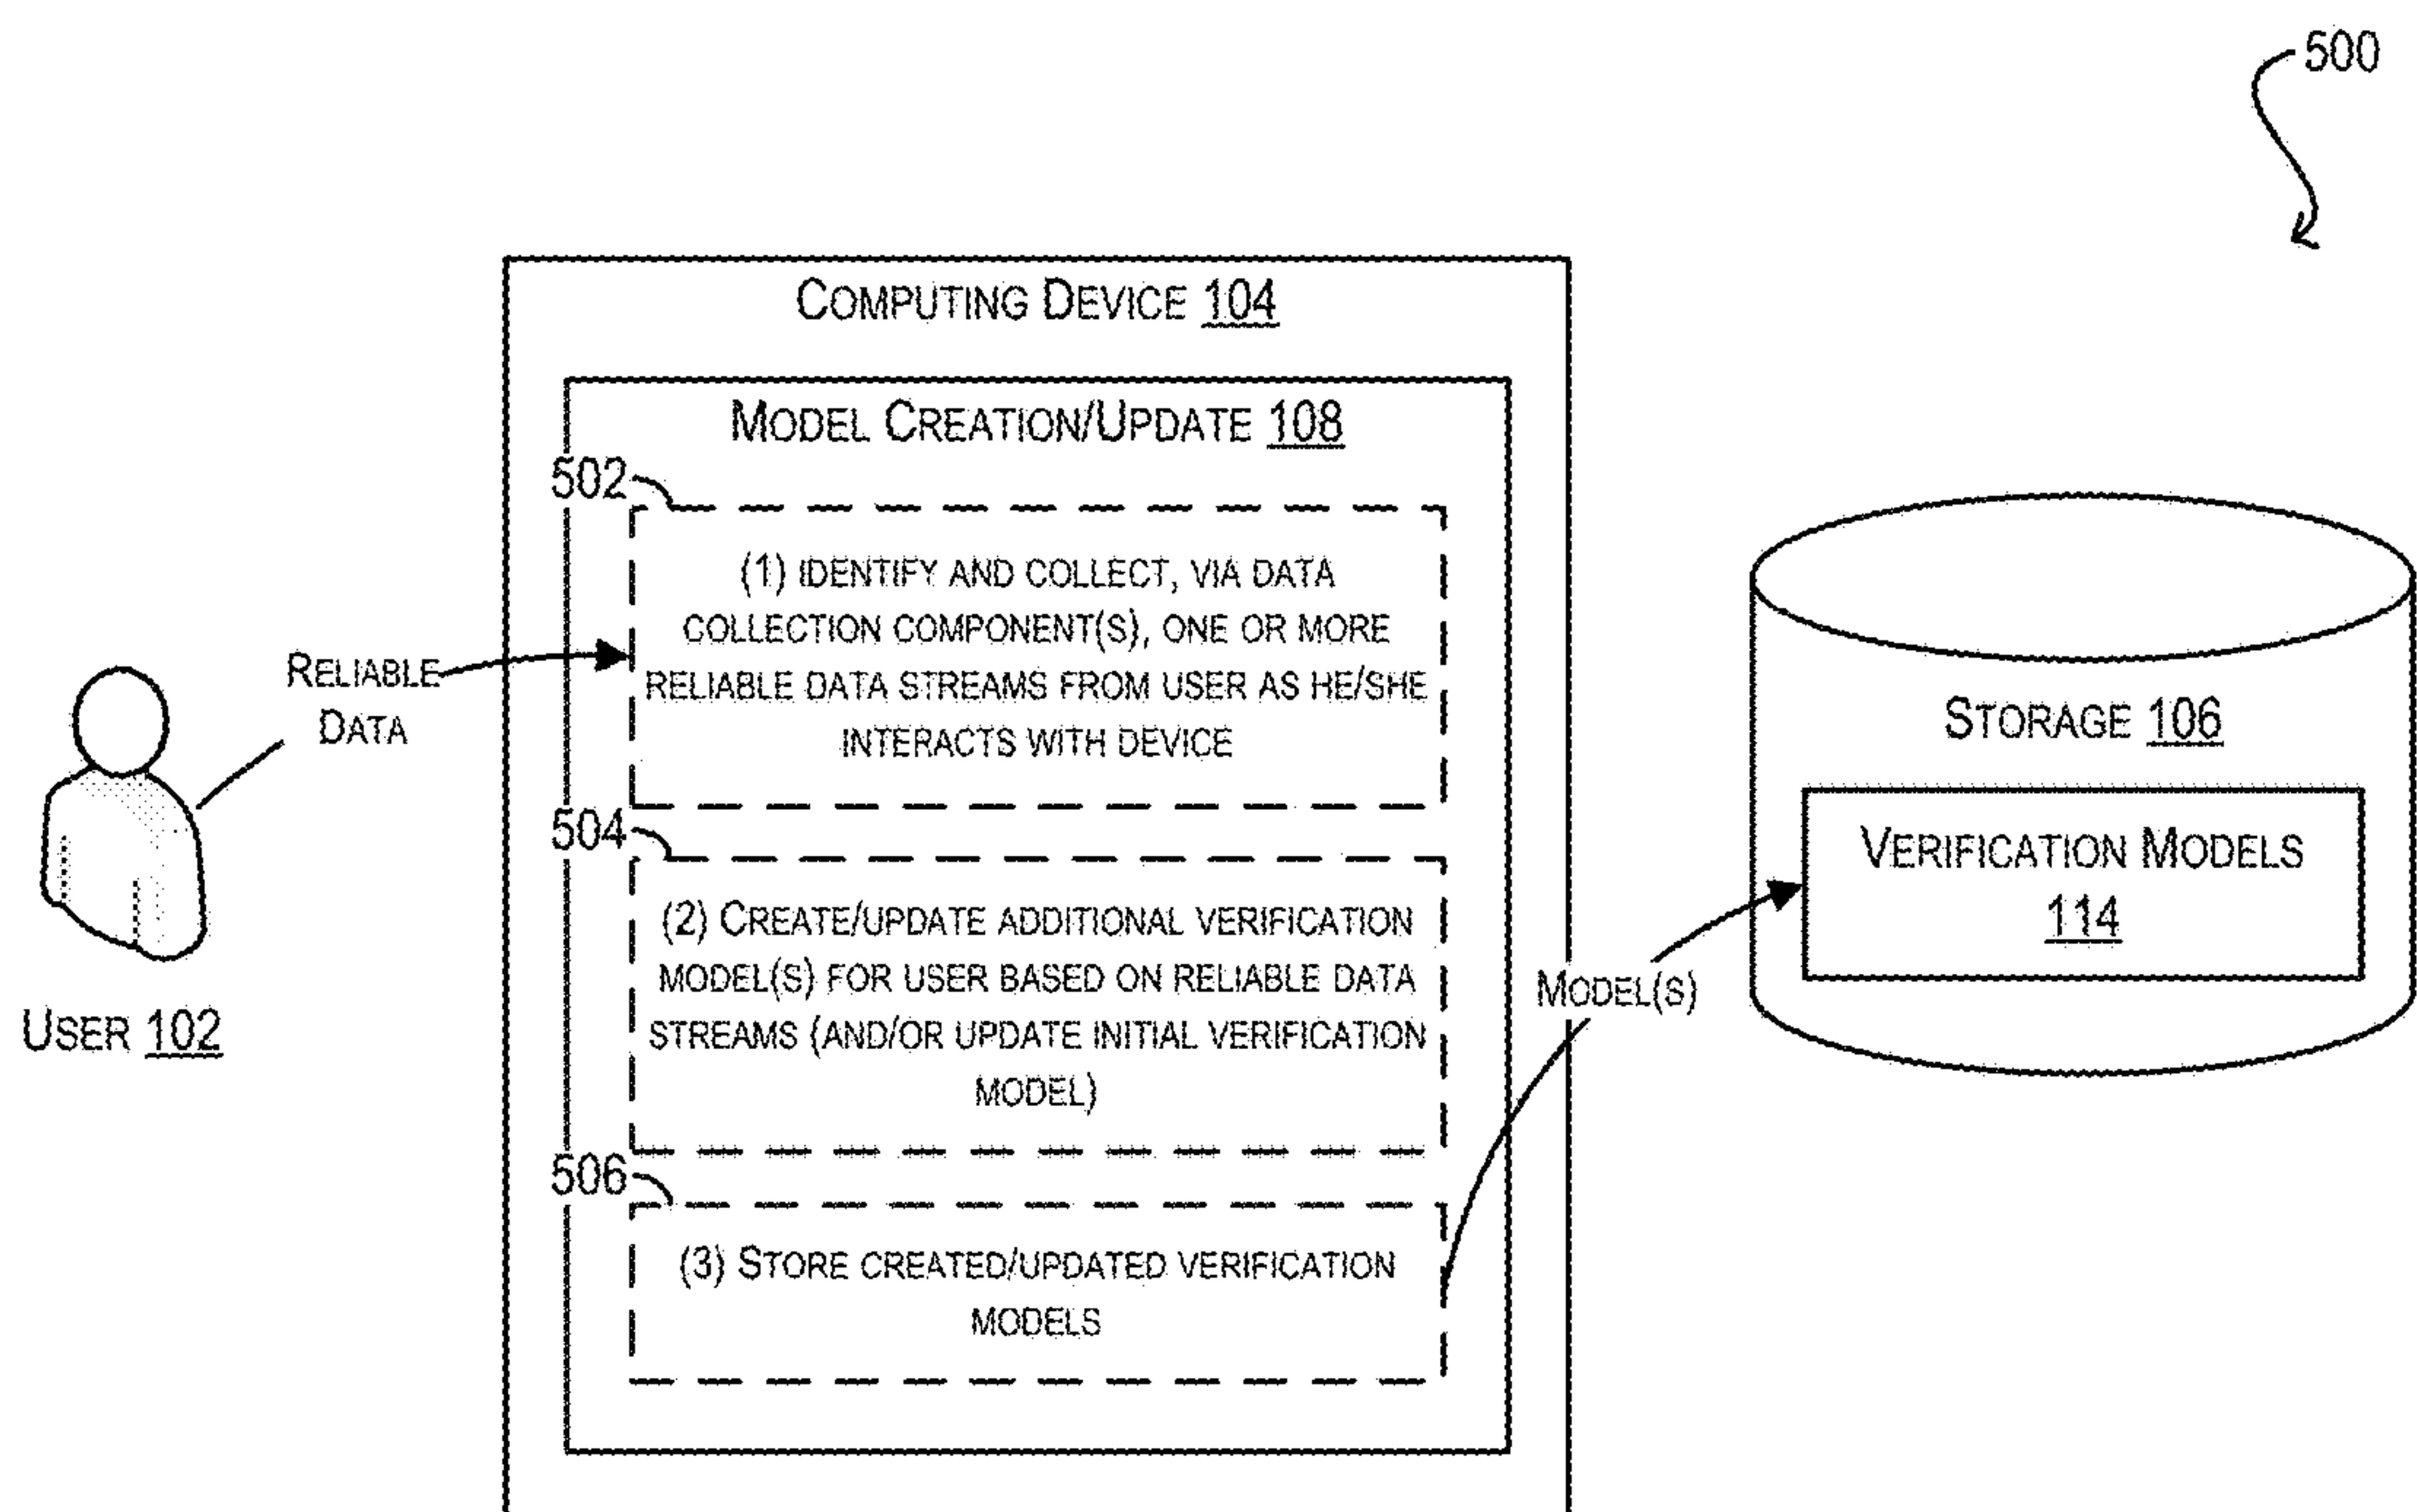 500
COMPUTING DEVICE 104
MODEL CREATION/UPDATE 108
502
(1) IDENTIFY AND COLLECT, VIA DATA
COLLECTION COMPONENT(S), ONE OR MORE
RELIABLE DATA STREAMS FROM USER AS HE/SHE
INTERACTS WITH DEVICE
RELIABLE
DATA
USER 102
504
(2) CREATE/UPDATE ADDITIONAL VERIFICATION
MODEL(S) FOR USER BASED ON RELIABLE DATA
STREAMS (AND/OR UPDATE INITIAL VERIFICATION
MODEL)
506
(3) STORE CREATED/UPDATED VERIFICATION
MODELS
MODEL(S)
STORAGE 106
VERIFICATION MODELS
114